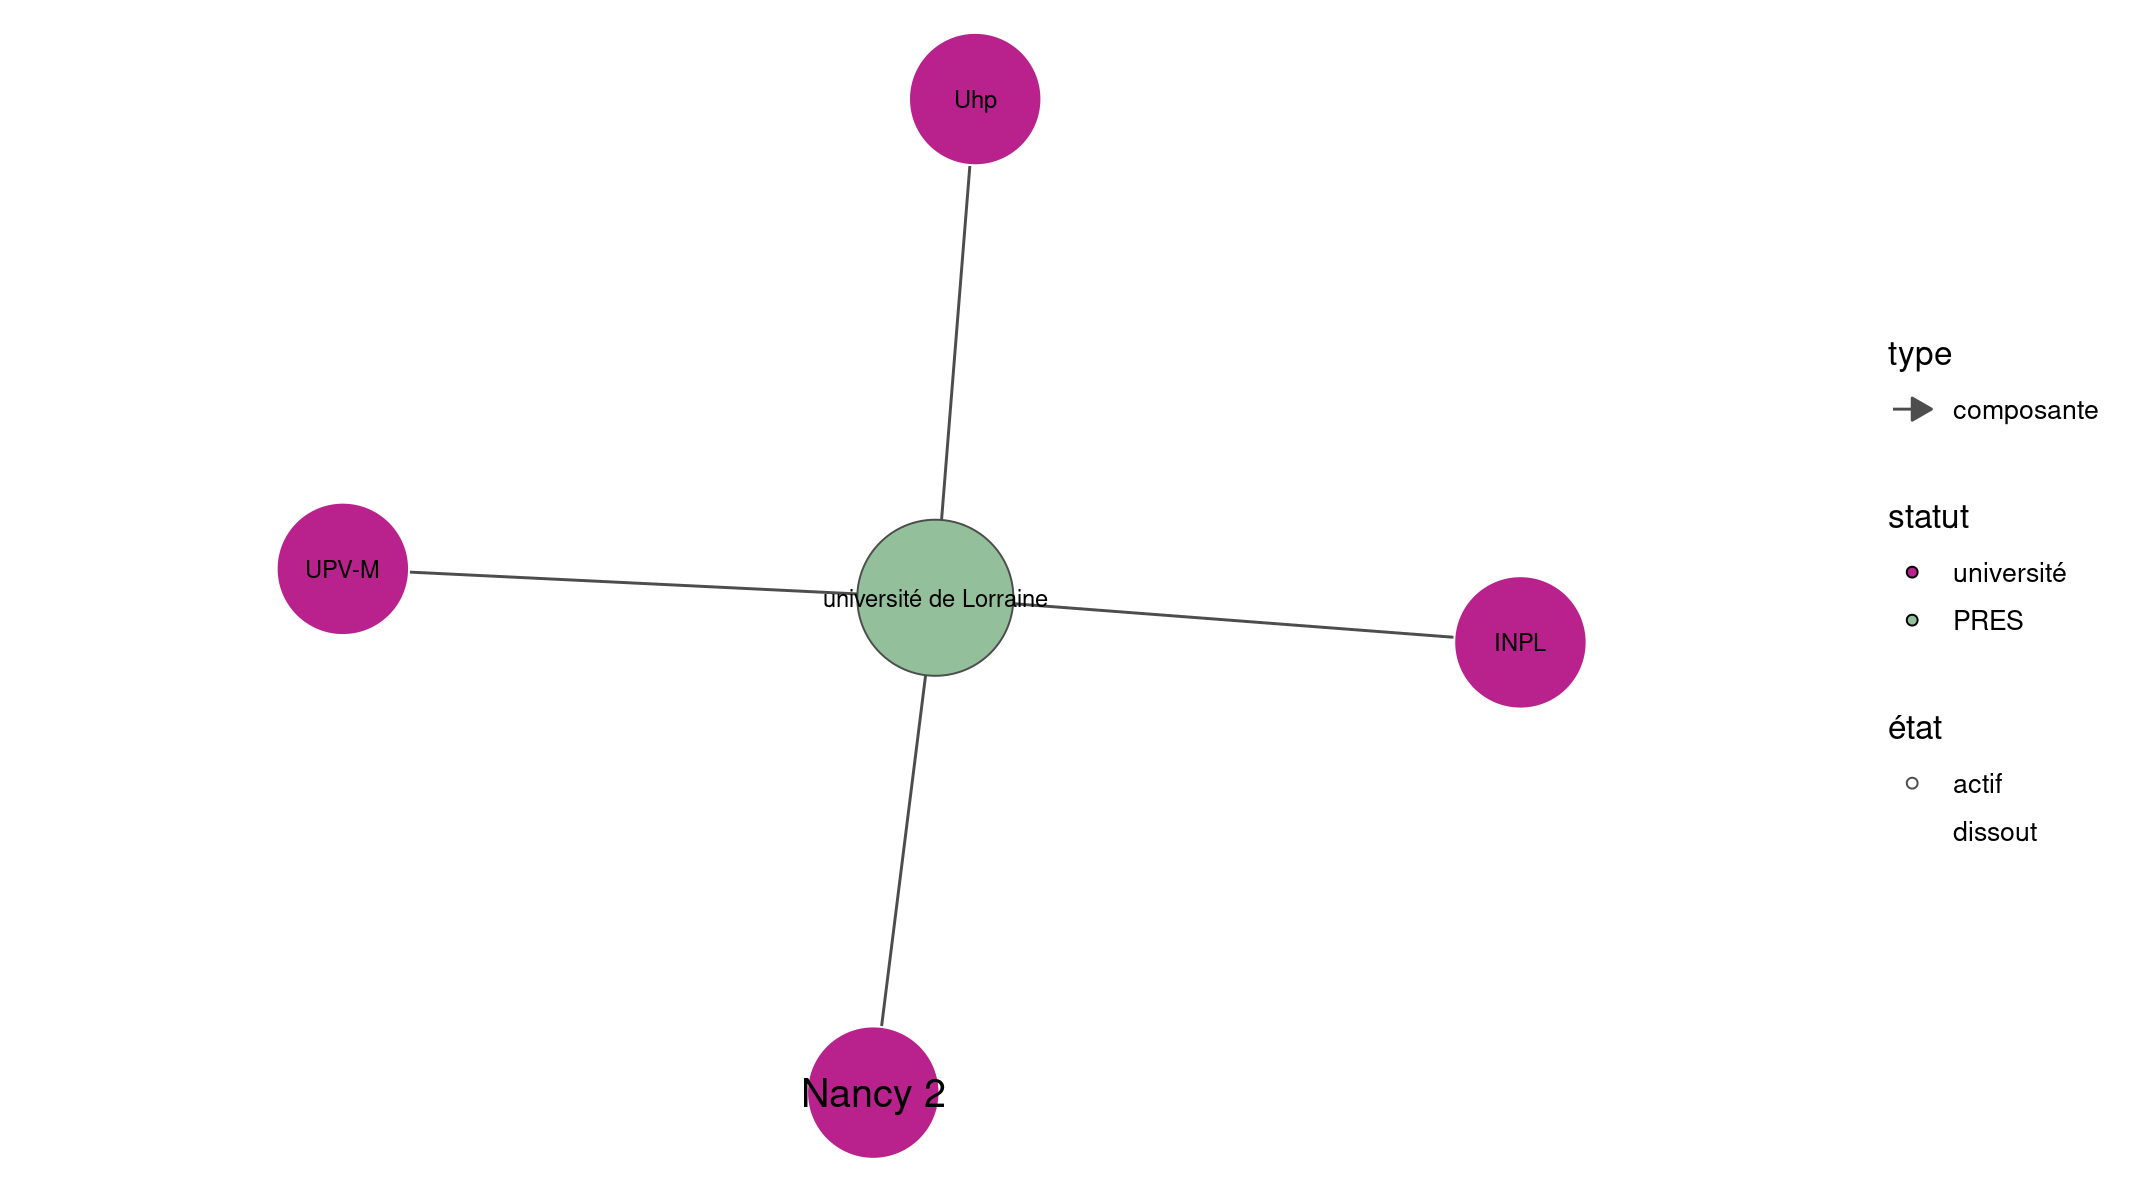 Uhp
UPV-M
université de Lorraine
INPL
Nancy 2
type
composante
statut
université
PRES
état
actif
dissout